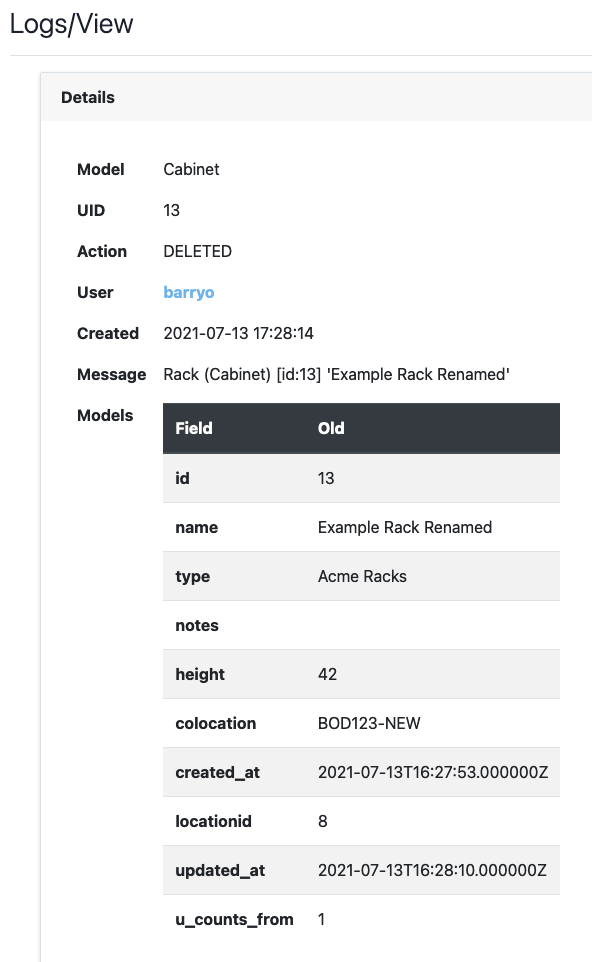 Logs/View
Details
Model Cabinet
UID 13
Action DELETED
User barryo
Created 2021-07-13 17:28:14
Message Rack (Cabinet) [id:13] 'Example Rack Renamed'
Models Field Old
id 13
name Example Rack Renamed
type Acme Racks
notes
height 42
colocation BOD123-NEW
created_at 2021-07-13T16:27:53.000000Z
locationid 8
updated_at 2021-07-13T16:28:10.000000Z
u_counts_from 1